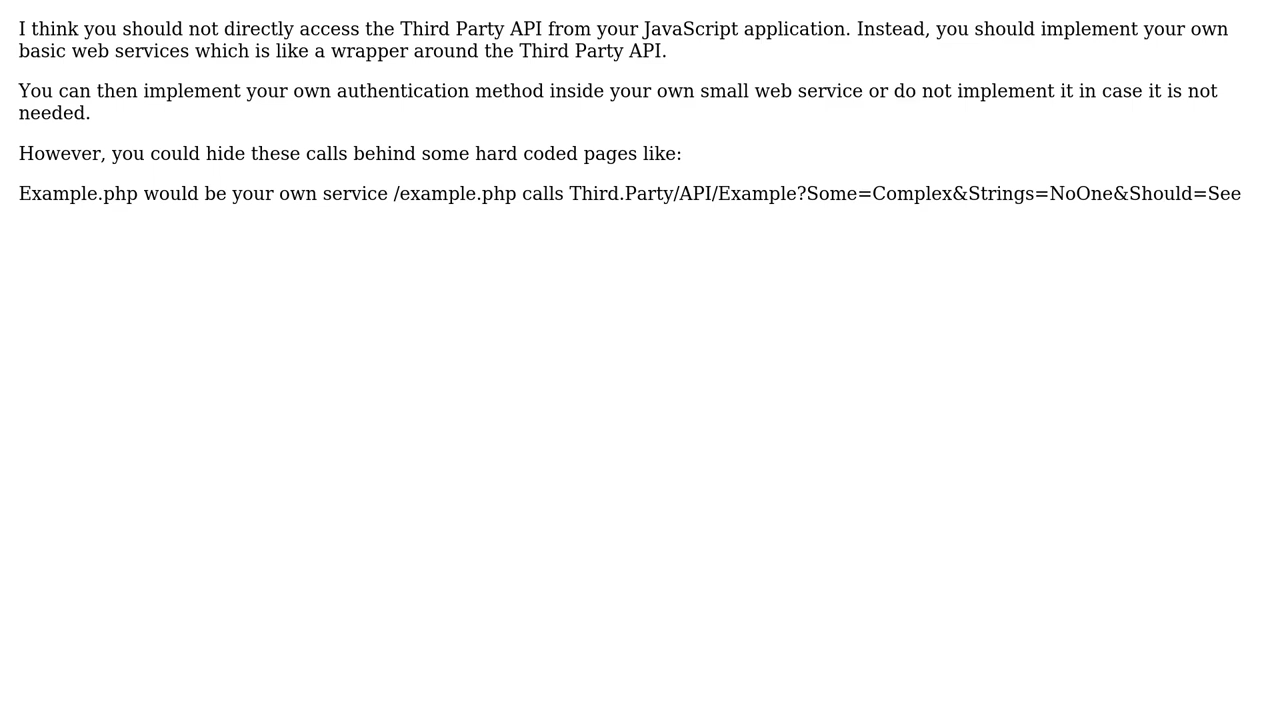 I think you should not directly access the Third Party API from your JavaScript application. Instead, you should implement your own
basic web services which is like a wrapper around the Third Party API.
You can then implement your own authentication method inside your own small web service or do not implement it in case it is not
needed.
However, you could hide these calls behind some hard coded pages like:
Example.php would be your own service /example.php calls Third.Party/API/Example?Some=Complex&Strings=NoOne&Should=See